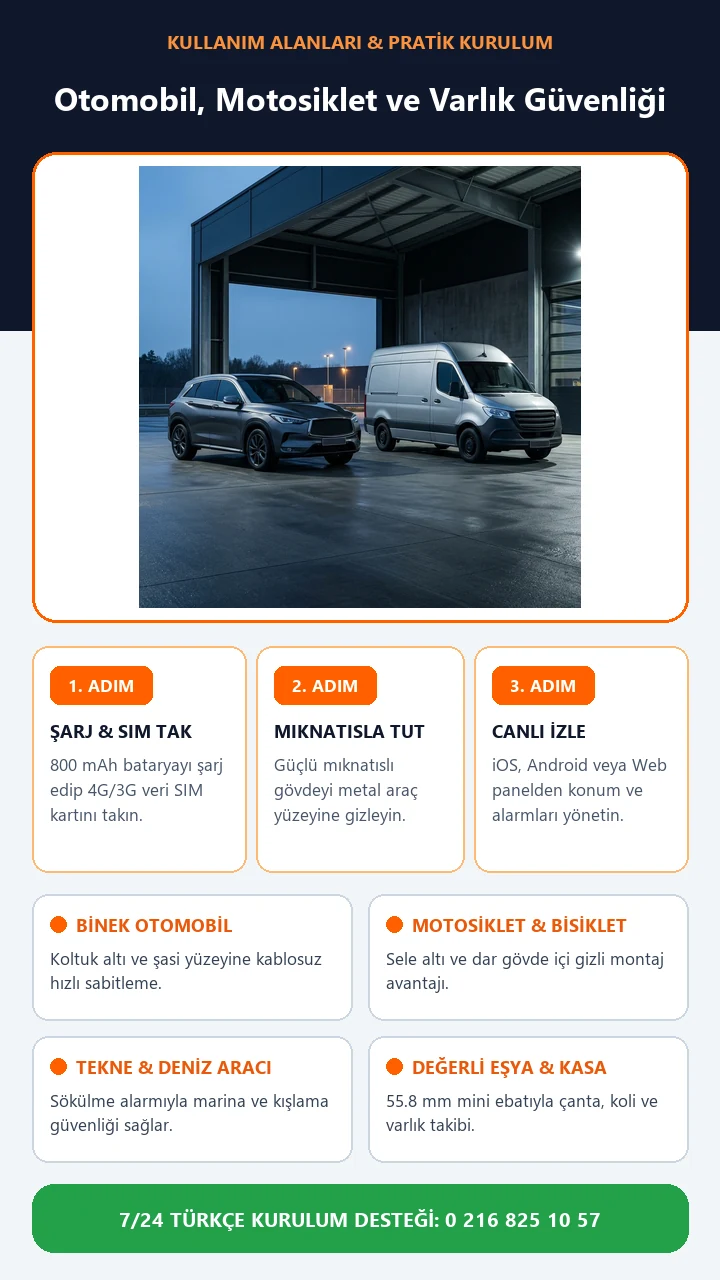 KULLANIM ALANLARI & PRATİK KURULUM
Otomobil, Motosiklet ve Varlık Güvenliği
1. ADIM
ŞARJ & SIM TAK
800 mAh bataryayı şarj
edip 4G/3G veri SIM
kartını takın.
2. ADIM
MIKNATISLA TUT
Güçlü mıknatıslı
gövdeyi metal araç
yüzeyine gizleyin.
3. ADIM
CANLI İZLE
iOS, Android veya Web
panelden konum ve
alarmları yönetin.
BİNEK OTOMOBİL
Koltuk altı ve şasi yüzeyine kablosuz
hızlı sabitleme.
MOTOSİKLET & BİSİKLET
Sele altı ve dar gövde içi gizli montaj
avantajı.
TEKNE & DENİZ ARACI
Sökülme alarmıyla marina ve kışlama
güvenliği sağlar.
DEĞERLİ EŞYA & KASA
55.8 mm mini ebatıyla çanta, koli ve
varlık takibi.
7/24 TÜRKÇE KURULUM DESTEĞİ: 0 216 825 10 57